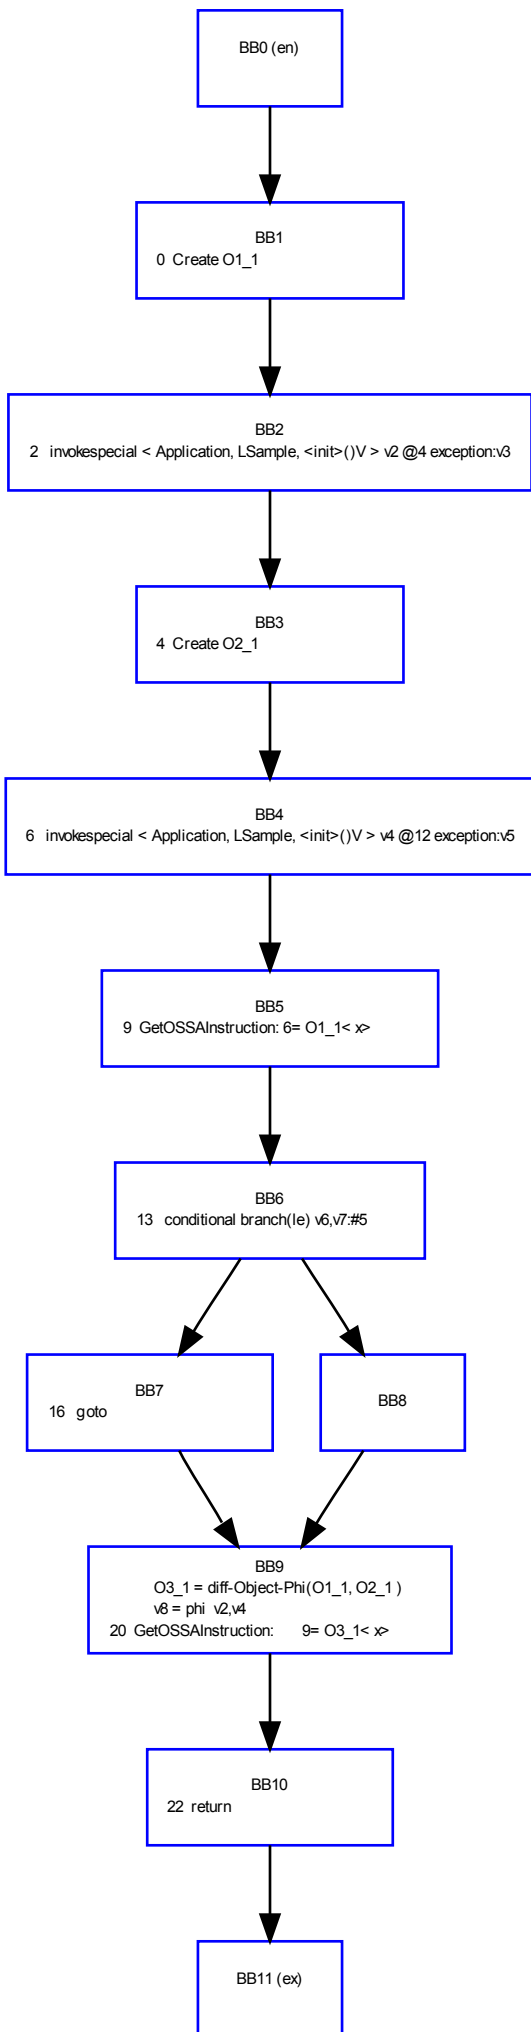 BB0 (en)
BB1
0 Create O1_1
BB2
2 invokespecial < Application, LSample, <init>()V > v2 @4 exception:v3
BB3
4 Create O2_1
BB4
6 invokespecial < Application, LSample, <init>()V > v4 @12 exception:v5
BB5
9 GetOSSAInstruction: 6= O1_1< x>
BB6
13 conditional branch(le) v6,v7:#5
BB7
16 goto
BB8
BB9
O3_1 = diff-Object-Phi(O1_1, O2_1 )
v8 = phi v2,v4
20 GetOSSAInstruction: 9= O3_1< x>
BB10
22 return
BB11 (ex)